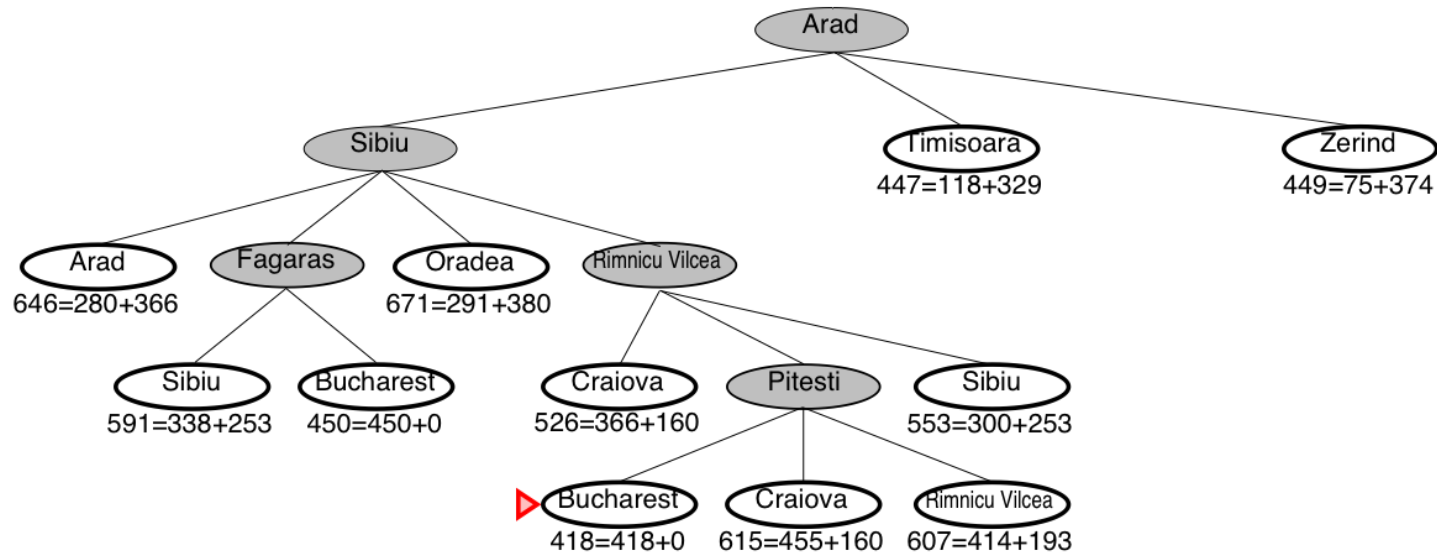 Arad
Sibiu
Timisoara
Zerind
447=118+329
449=75+374
Arad
Fagaras
Oradea
Rimnicu Vilcea
646=280+366
671=291+380
Sibiu
Bucharest
Craiova
Pitesti
Sibiu
591=338+253
450=450+0
526=366+160
553=300+253
Bucharest
Craiova
Rimnicu Vilcea
418=418+0
615=455+160
607=414+193